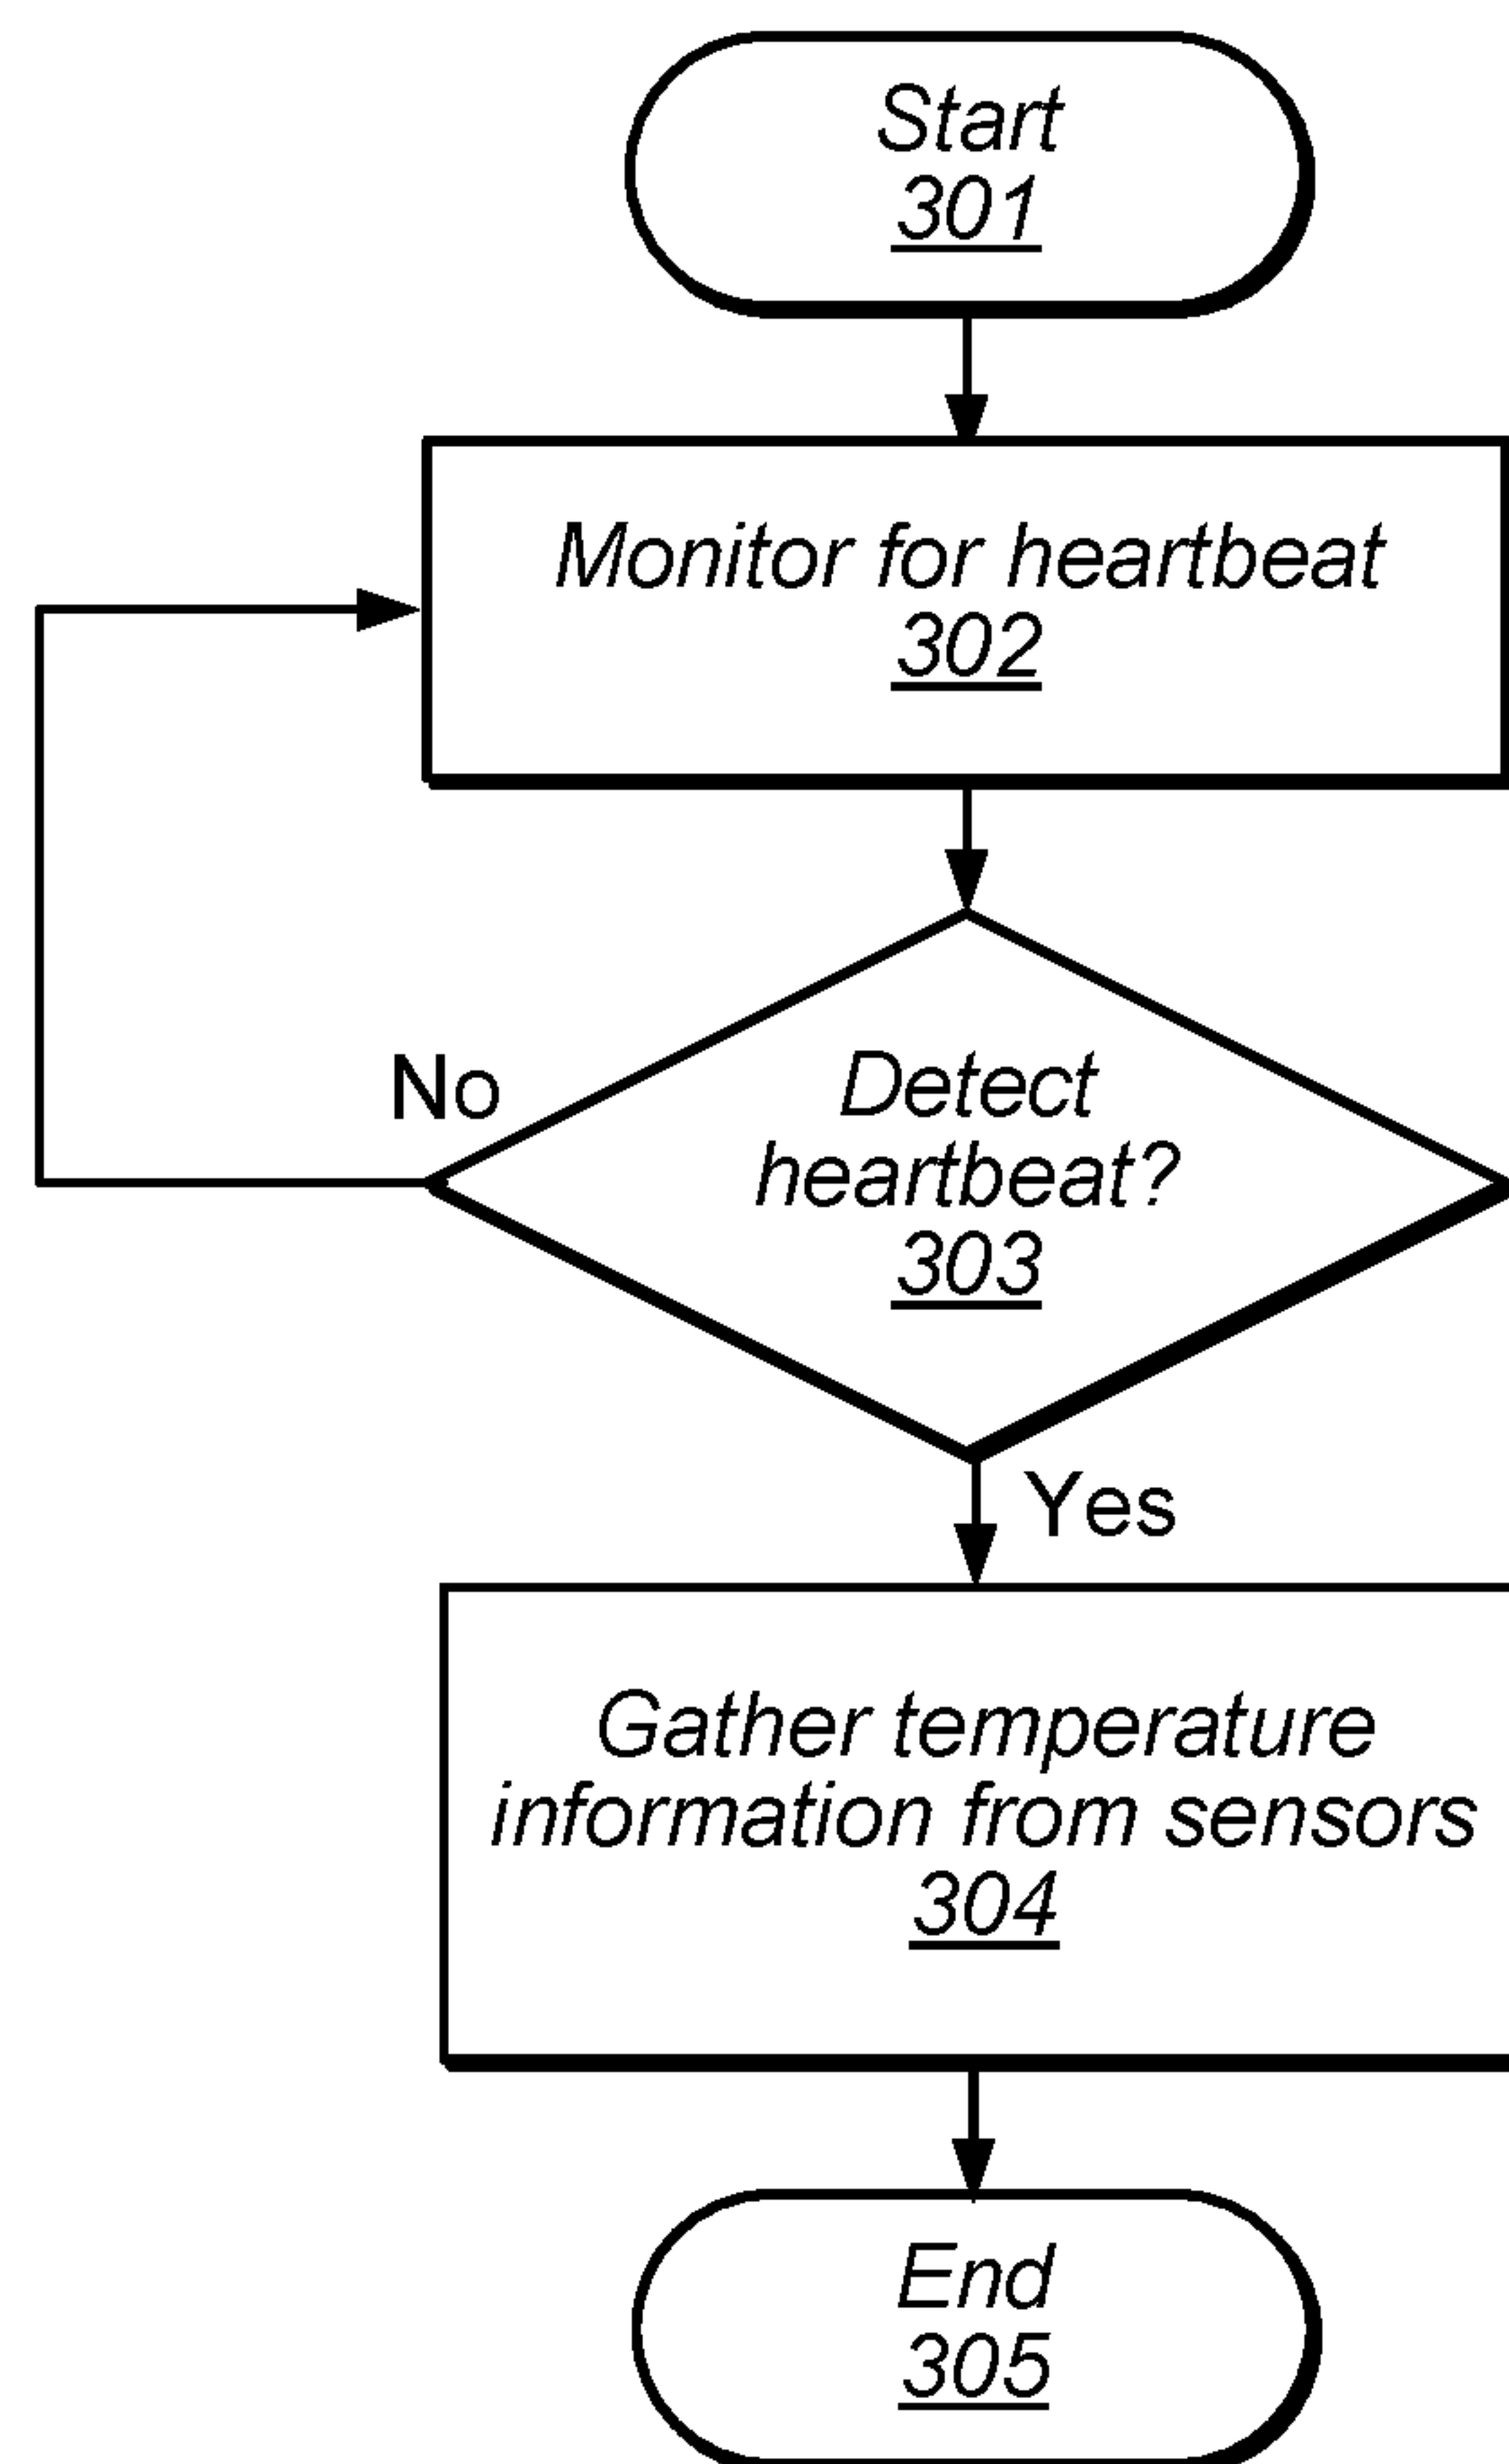 Start
301
Monitor for heartbeat
302
No
Detect
heartbeat?
303
Yes
Gather temperature
information from sensors
304
End
305